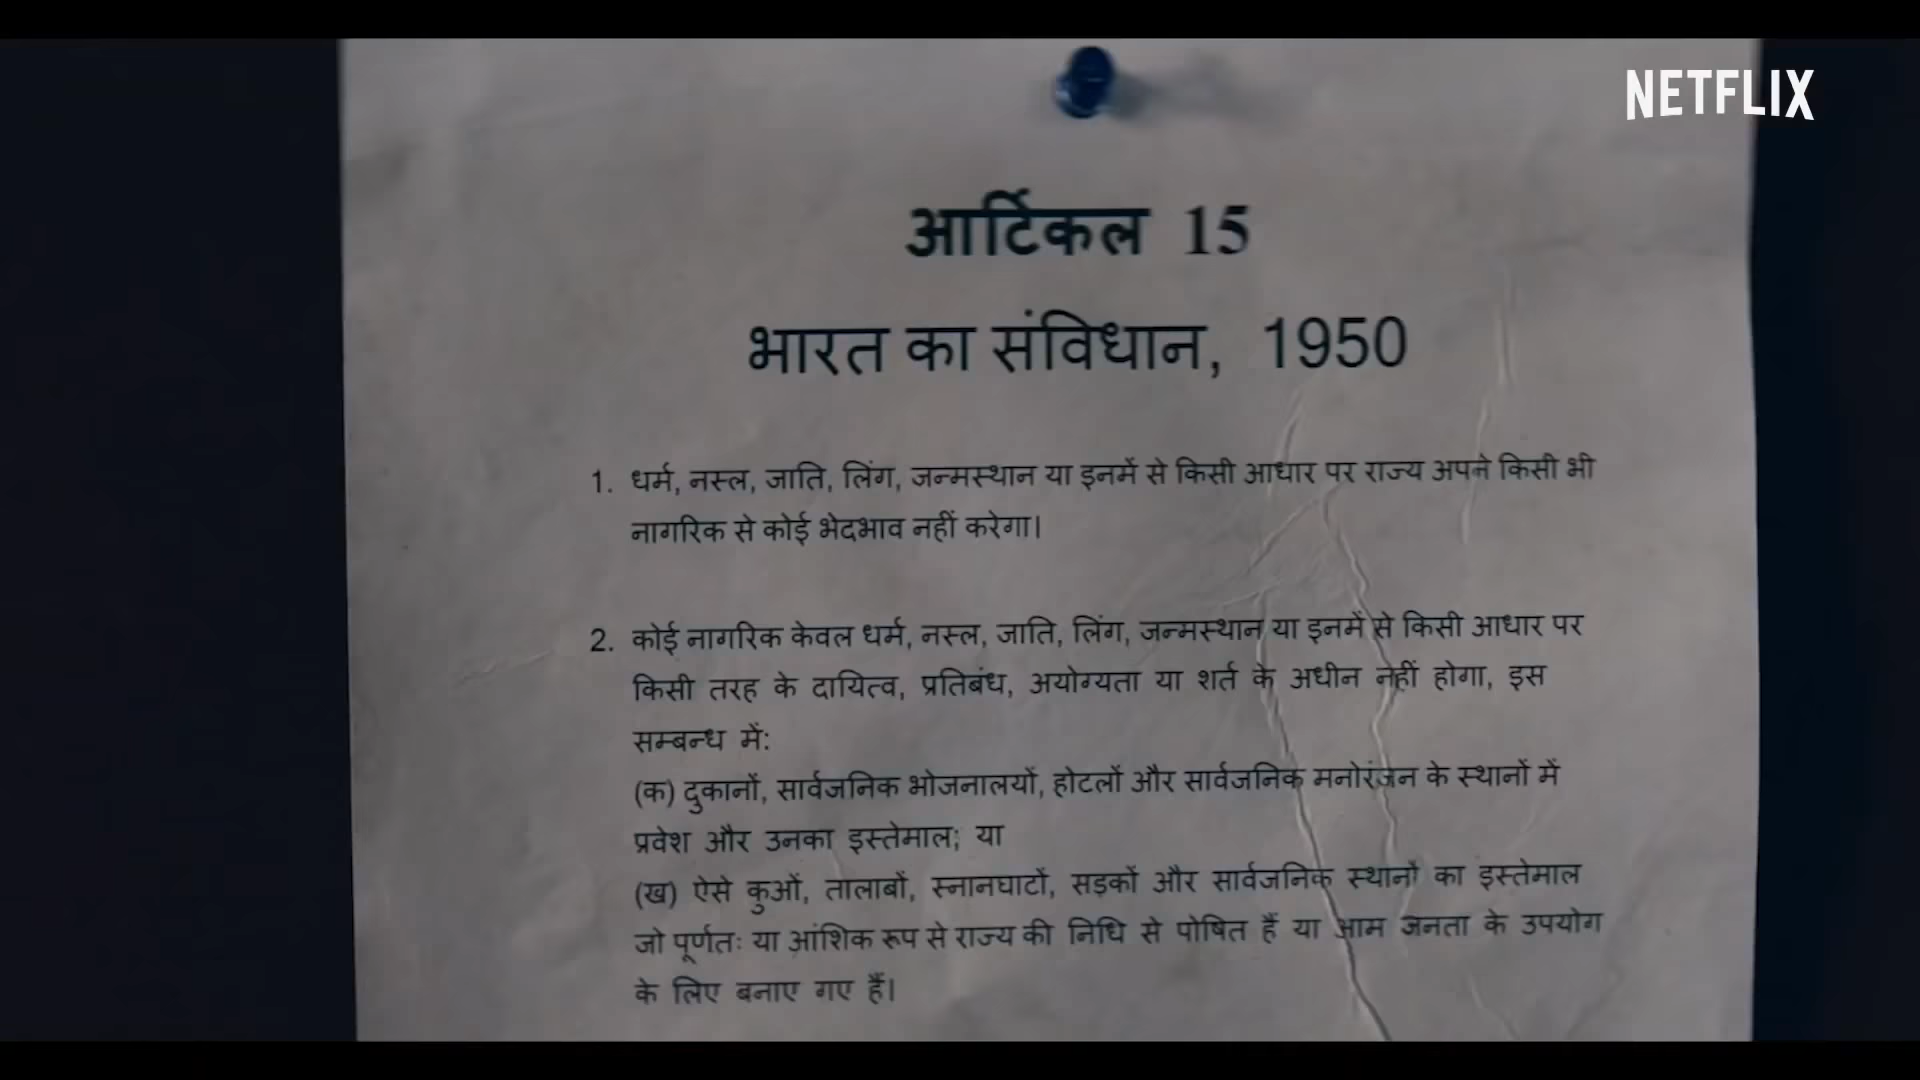 NETFLIX
आर्टिकल 15
भारत का संविधान, 1950
1. धर्म, नस्ल, जाति, लिंग, जन्मस्थान या इनमें से किसी आधार पर राज्य अपने किसी भी
नागरिक से कोई भेदभाव नहीं करेगा।
2. कोई नागरिक केवल धर्म, नस्ल, जाति, लिंग, जन्मस्थान या इनमें से किसी आधार पर
किसी तरह के दायित्व, प्रतिबंध, अयोग्यता या शर्त के अधीन नहीं होगा, इस
सम्बन्ध में:
(क) दुकानों, सार्वजनिक भोजनालयों, होटलों और सार्वजनिक मनोरंजन के स्थानों में
प्रवेश और उनका इस्तेमाल; या
(ख) ऐसे कुओं, तालाबों, स्नानघाटों, सड़कों और सार्वजनिक स्थानों का इस्तेमाल
जो पूर्णतः या आंशिक रूप से राज्य की निधि से पोषित हैं या आम जनता के उपयोग
के लिए बनाए गए हैं।